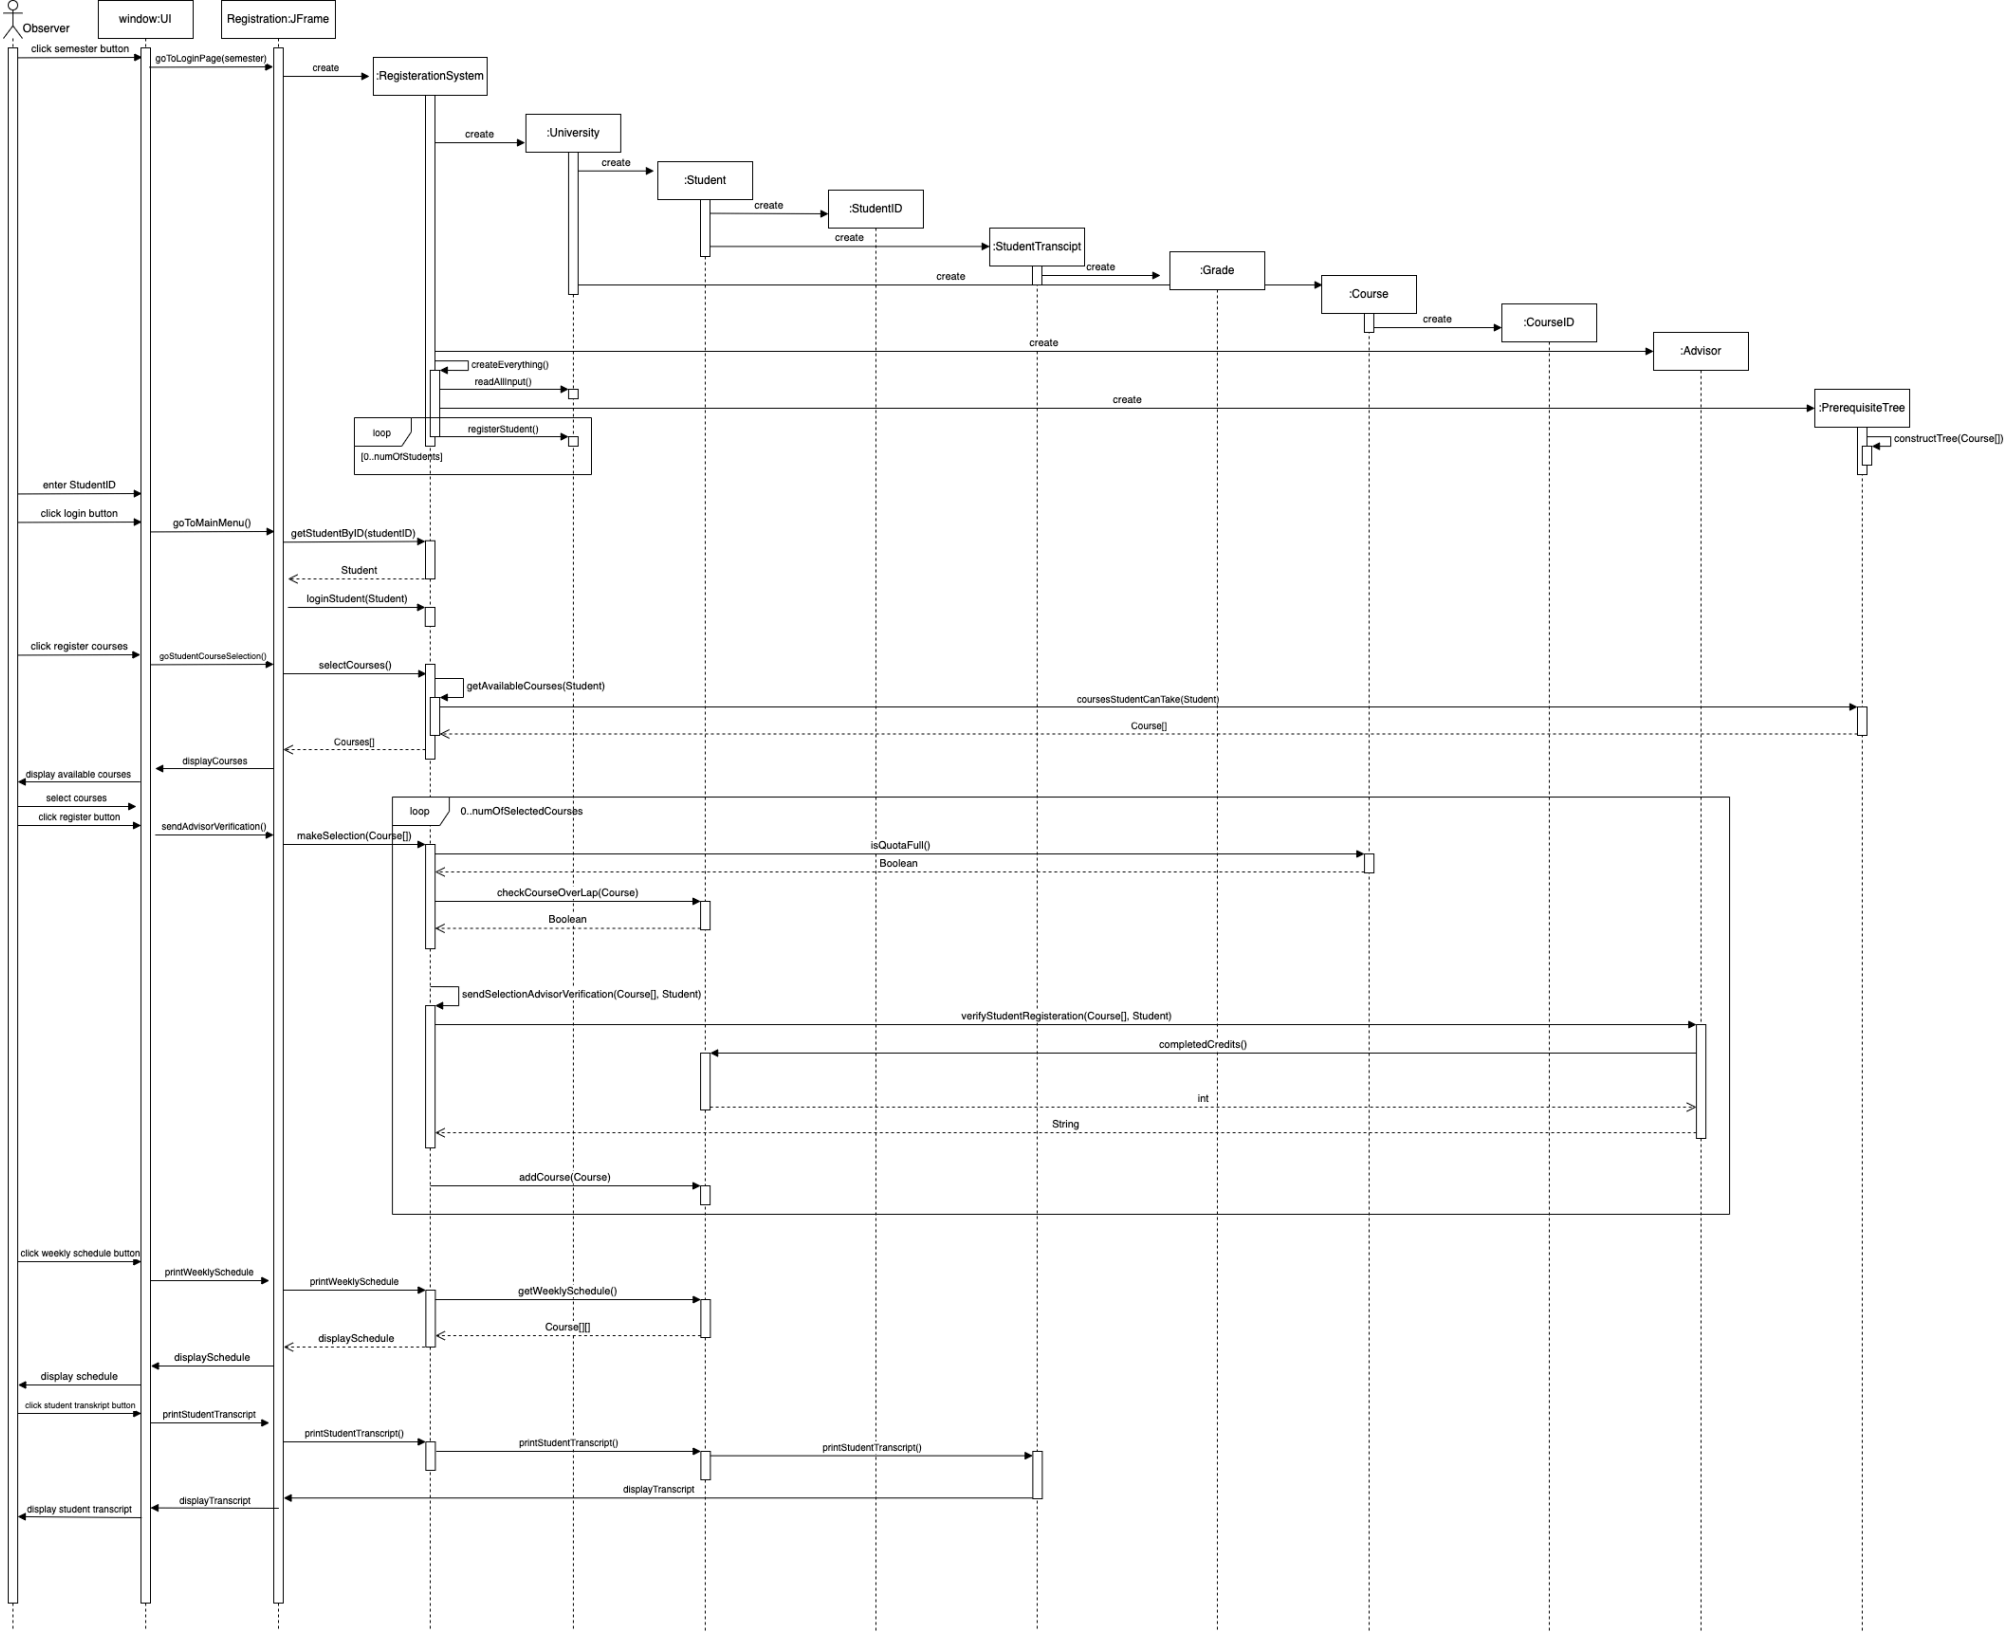 Observer
window:UI
Registration:JFrame
click semester button
goToLoginPage(semester)
create
:RegisterationSystem
create
:University
create
:Student
create
:StudentID
create
:StudentTranscipt
create
:Grade
create
:Course
create
:CourseID
create
:Advisor
createEverything()
readAllInput()
create
:PrerequisiteTree
loop
registerStudent()
[0..numOfStudents]
constructTree(Course[])
enter StudentID
click login button
goToMainMenu()
getStudentByID(studentID)
Student
loginStudent(Student)
click register courses
goStudentCourseSelection()
selectCourses()
getAvailableCourses(Student)
coursesStudentCanTake(Student)
Course[]
Courses[]
displayCourses
display available courses
select courses
click register button
sendAdvisorVerification()
loop
0..numOfSelectedCourses
makeSelection(Course[])
isQuotaFull()
Boolean
checkCourseOverLap(Course)
Boolean
sendSelectionAdvisorVerification(Course[], Student)
verifyStudentRegisteration(Course[], Student)
completedCredits()
int
String
addCourse(Course)
click weekly schedule button
printWeeklySchedule
printWeeklySchedule
getWeeklySchedule()
Course[][]
displaySchedule
displaySchedule
display schedule
click student transkript button
printStudentTranscript
printStudentTranscript()
printStudentTranscript()
printStudentTranscript()
displayTranscript
displayTranscript
display student transcript